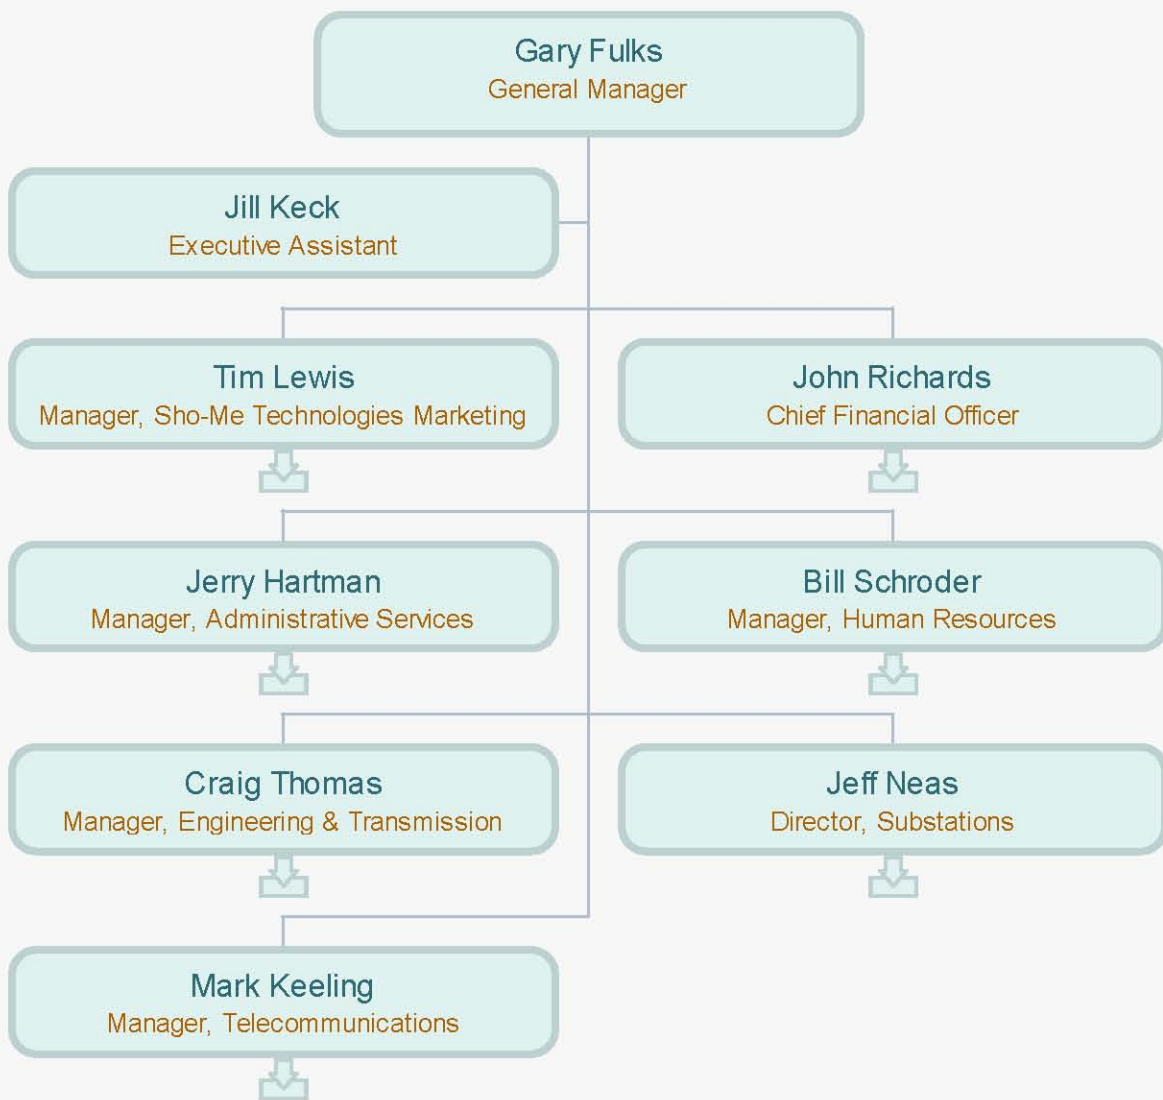 Gary Fulks
General Manager
Jill Keck
Executive Assistant
Tim Lewis
Manager, Sho-Me Technologies Marketing
John Richards
Chief Financial Officer
Jerry Hartman
Manager, Administrative Services
Bill Schroder
Manager, Human Resources
Craig Thomas
Manager, Engineering & Transmission
Jeff Neas
Director, Substations
Mark Keeling
Manager, Telecommunications